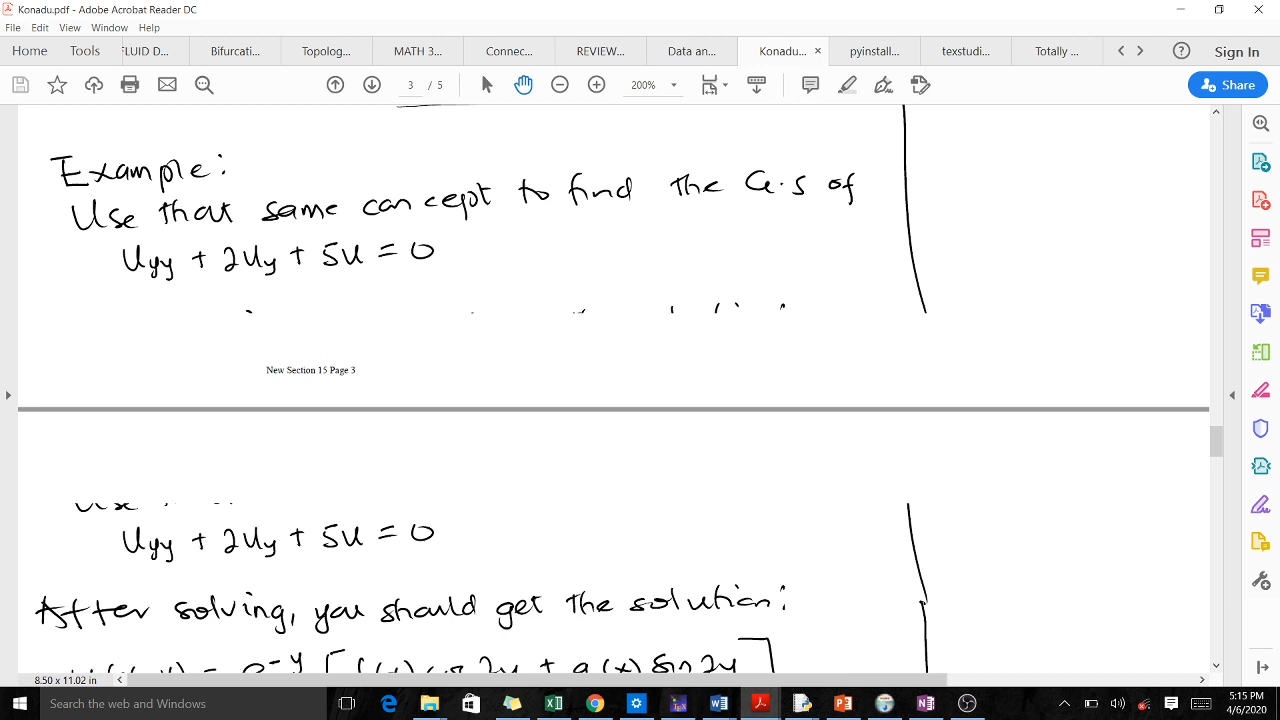 Konadu.pdf - Adobe Acrobat Reader DC
File Edit View Window Help
Home Tools FLUID D... Bifurcati... Topolog... MATH 3... Connec... REVIEW... Data an... Konadu... × pyinstall... texstudi... Totally ... Sign In
3 / 5 200% Share
Example:
Use that same concept to find the G.S of
Uyy + 2Uy + 5U = 0
New Section 15 Page 3
Uyy + 2Uy + 5U = 0
After solving, you should get the solution:
8.50 x 11.02 in
Search the web and Windows
5:15 PM
4/6/2020